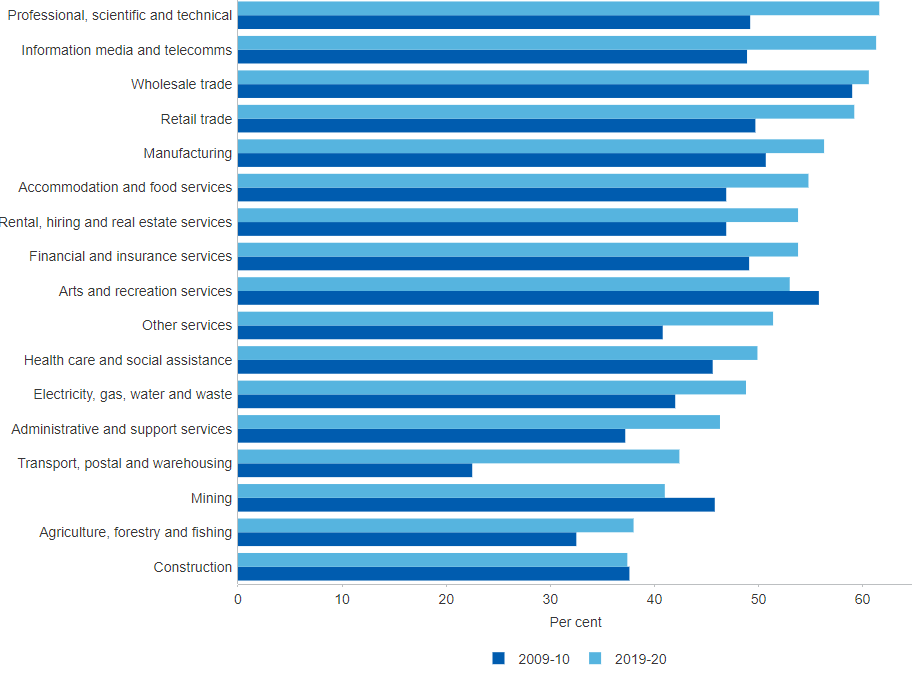 Professional, scientific and technical
Information media and telecomms
Wholesale trade
Retail trade
Manufacturing
Accommodation and food services
Rental, hiring and real estate services
Financial and insurance services
Arts and recreation services
Other services
Health care and social assistance
Electricity, gas, water and waste
Administrative and support services
Transport, postal and warehousing
Mining
Agriculture, forestry and fishing
Construction
0 10 20 30 40 50 60
Per cent
2009-10 2019-20